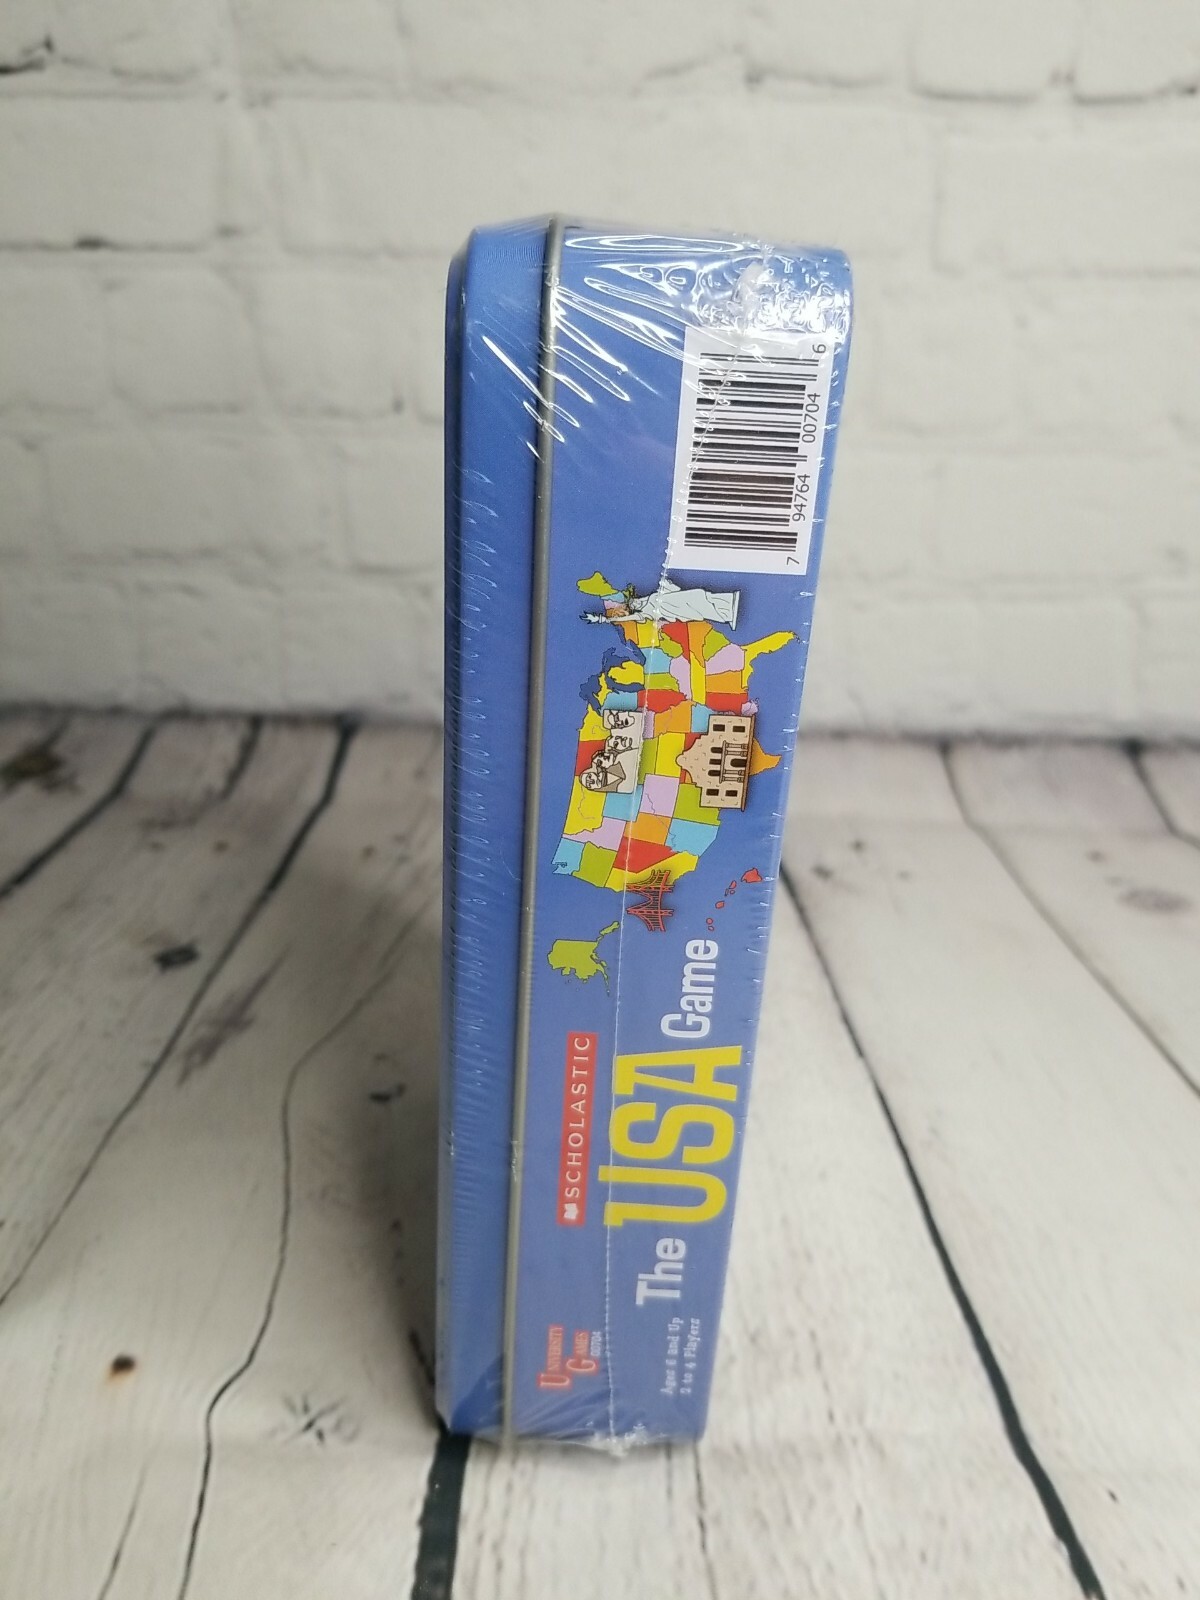 UNIVERSITY
GAMES
00704
SCHOLASTIC
The USA Game
Ages 6 and Up
2 to 4 Players
7 94764 00704 6